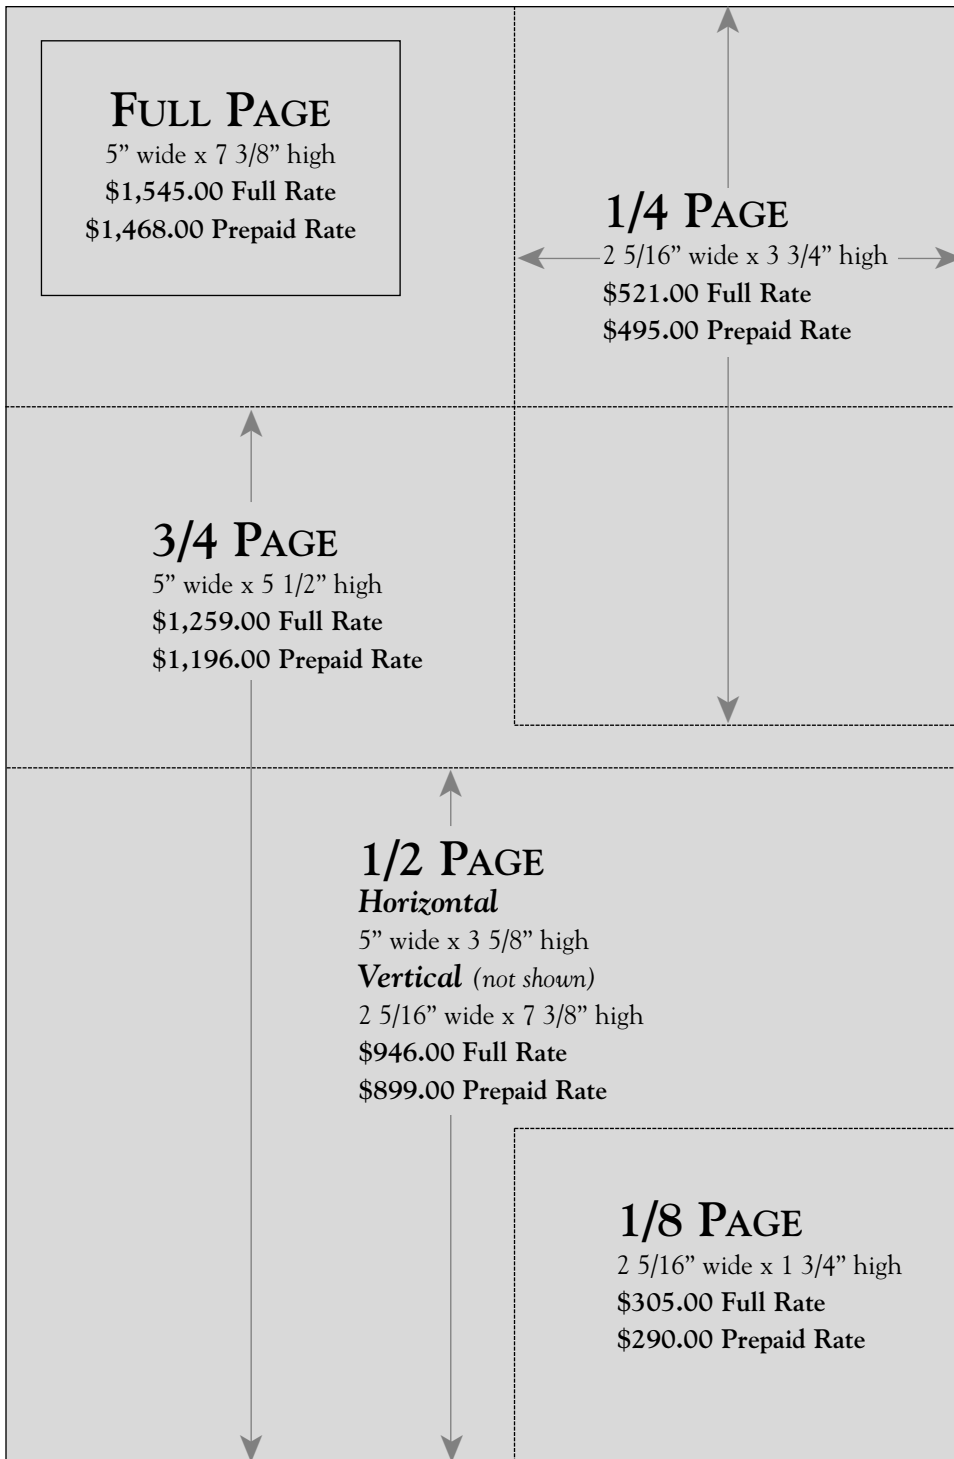 FULL PAGE
5” wide x 7 3/8” high
$1,545.00 Full Rate
$1,468.00 Prepaid Rate
1/4 PAGE
2 5/16” wide x 3 3/4” high
$521.00 Full Rate
$495.00 Prepaid Rate
3/4 PAGE
5” wide x 5 1/2” high
$1,259.00 Full Rate
$1,196.00 Prepaid Rate
1/2 PAGE
Horizontal
5” wide x 3 5/8” high
Vertical (not shown)
2 5/16” wide x 7 3/8” high
$946.00 Full Rate
$899.00 Prepaid Rate
1/8 PAGE
2 5/16” wide x 1 3/4” high
$305.00 Full Rate
$290.00 Prepaid Rate